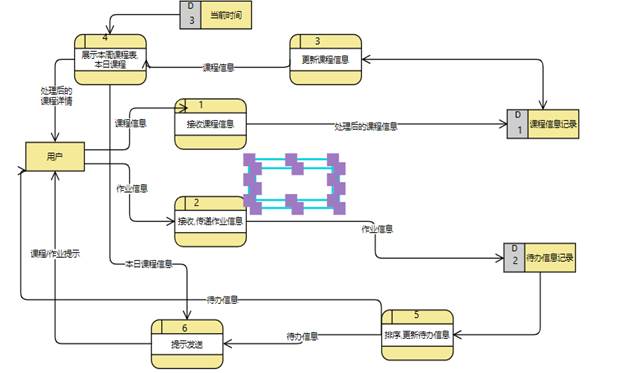 D
3
当前时间
4
展示本周课程表,
本日课程
3
更新课程信息
课程信息
处理后的
课程详情
课程信息
1
接收课程信息
处理后的课程信息
D
1
课程信息记录
用户
作业信息
2
接收,传递作业信息
作业信息
课程/作业提示
本日课程信息
D
2
待办信息记录
待办信息
5
排序.更新待办信息
待办信息
6
提示发送